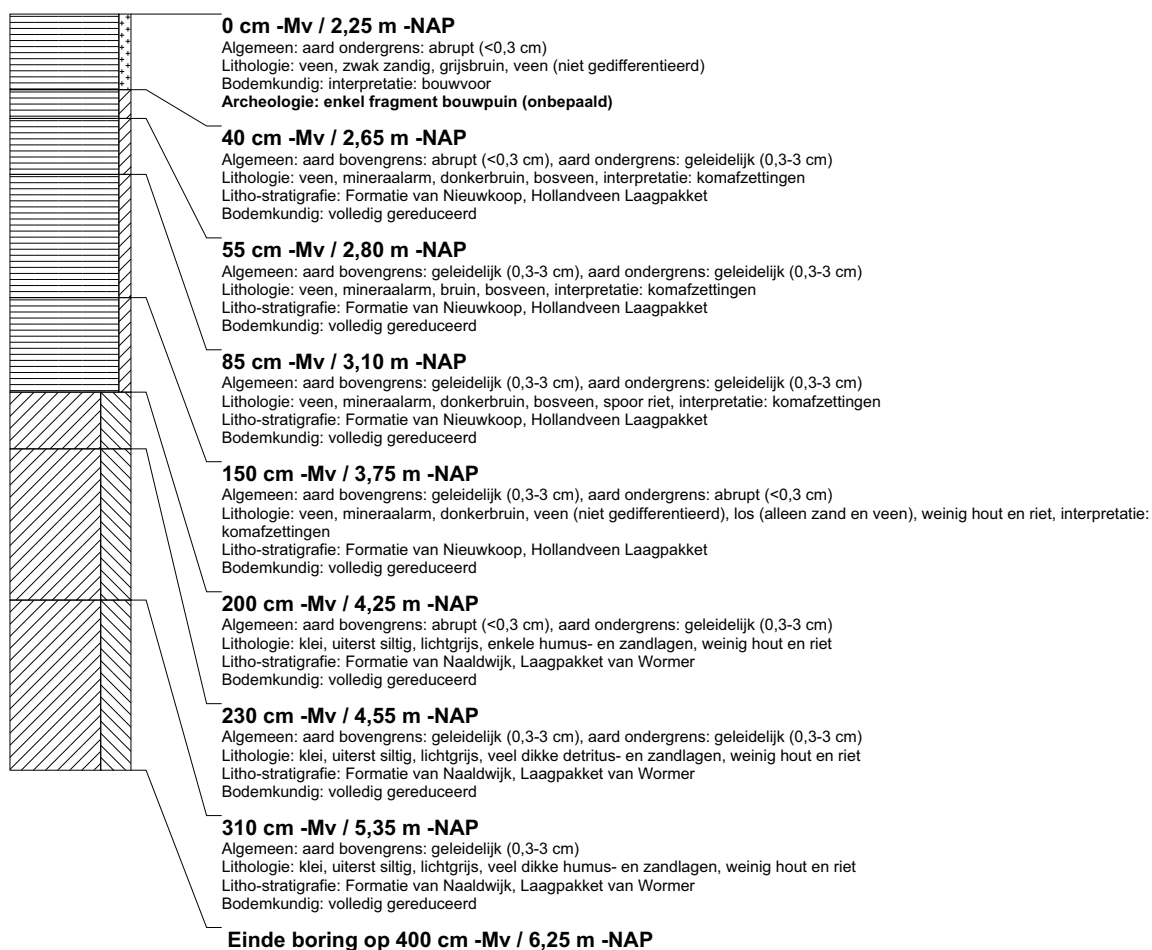 0 cm -Mv / 2,25 m -NAP
Algemeen: aard ondergrens: abrupt (<0,3 cm)
Lithologie: veen, zwak zandig, grijsbruin, veen (niet gedifferentieerd)
Bodemkundig: interpretatie: bouwvoor
Archeologie: enkel fragment bouwpuin (onbepaald)
40 cm -Mv / 2,65 m -NAP
Algemeen: aard bovengrens: abrupt (<0,3 cm), aard ondergrens: geleidelijk (0,3-3 cm)
Lithologie: veen, mineraalarm, donkerbruin, bosveen, interpretatie: komafzettingen
Litho-stratigrafie: Formatie van Nieuwkoop, Hollandveen Laagpakket
Bodemkundig: volledig gereduceerd
55 cm -Mv / 2,80 m -NAP
Algemeen: aard bovengrens: geleidelijk (0,3-3 cm), aard ondergrens: geleidelijk (0,3-3 cm)
Lithologie: veen, mineraalarm, bruin, bosveen, interpretatie: komafzettingen
Litho-stratigrafie: Formatie van Nieuwkoop, Hollandveen Laagpakket
Bodemkundig: volledig gereduceerd
85 cm -Mv / 3,10 m -NAP
Algemeen: aard bovengrens: geleidelijk (0,3-3 cm), aard ondergrens: geleidelijk (0,3-3 cm)
Lithologie: veen, mineraalarm, donkerbruin, bosveen, spoor riet, interpretatie: komafzettingen
Litho-stratigrafie: Formatie van Nieuwkoop, Hollandveen Laagpakket
Bodemkundig: volledig gereduceerd
150 cm -Mv / 3,75 m -NAP
Algemeen: aard bovengrens: geleidelijk (0,3-3 cm), aard ondergrens: abrupt (<0,3 cm)
Lithologie: veen, mineraalarm, donkerbruin, veen (niet gedifferentieerd), los (alleen zand en veen), weinig hout en riet, interpretatie:
komafzettingen
Litho-stratigrafie: Formatie van Nieuwkoop, Hollandveen Laagpakket
Bodemkundig: volledig gereduceerd
200 cm -Mv / 4,25 m -NAP
Algemeen: aard bovengrens: abrupt (<0,3 cm), aard ondergrens: geleidelijk (0,3-3 cm)
Lithologie: klei, uiterst siltig, lichtgrijs, enkele humus- en zandlagen, weinig hout en riet
Litho-stratigrafie: Formatie van Naaldwijk, Laagpakket van Wormer
Bodemkundig: volledig gereduceerd
230 cm -Mv / 4,55 m -NAP
Algemeen: aard bovengrens: geleidelijk (0,3-3 cm), aard ondergrens: geleidelijk (0,3-3 cm)
Lithologie: klei, uiterst siltig, lichtgrijs, veel dikke detritus- en zandlagen, weinig hout en riet
Litho-stratigrafie: Formatie van Naaldwijk, Laagpakket van Wormer
Bodemkundig: volledig gereduceerd
310 cm -Mv / 5,35 m -NAP
Algemeen: aard bovengrens: geleidelijk (0,3-3 cm)
Lithologie: klei, uiterst siltig, lichtgrijs, veel dikke humus- en zandlagen, weinig hout en riet
Litho-stratigrafie: Formatie van Naaldwijk, Laagpakket van Wormer
Bodemkundig: volledig gereduceerd
Einde boring op 400 cm -Mv / 6,25 m -NAP